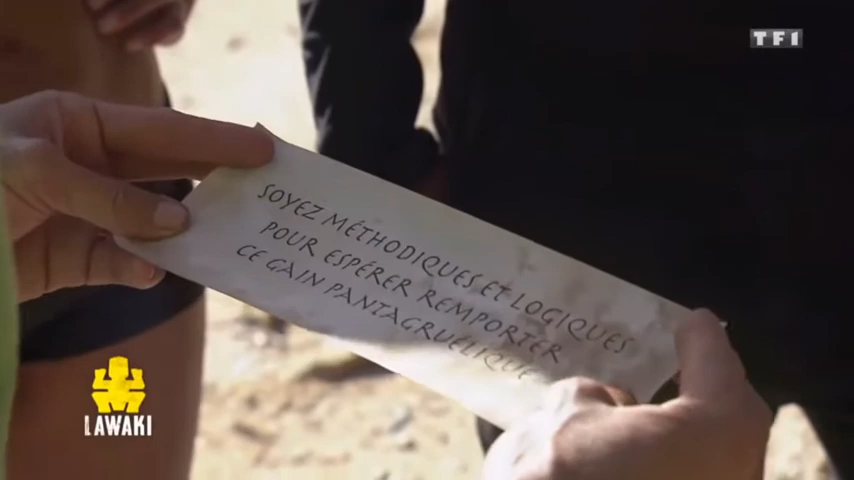 TF1
SOYEZ MÉTHODIQUES ET LOGIQUES
POUR ESPÉRER REMPORTER
CE GAIN PANTAGRUÉLIQUE
LAWAKI